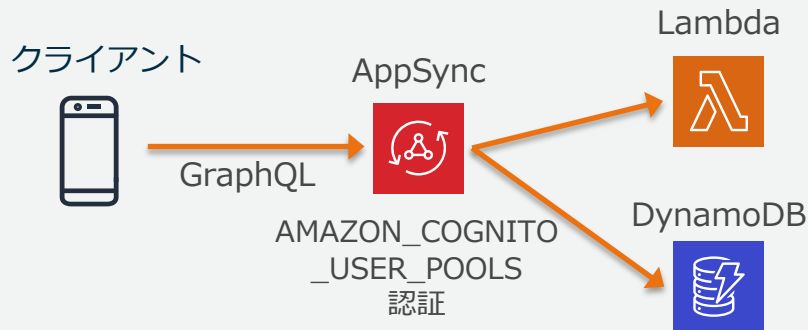 クライアント
GraphQL
AppSync
AMAZON_COGNITO
_USER_POOLS
認証
Lambda
DynamoDB